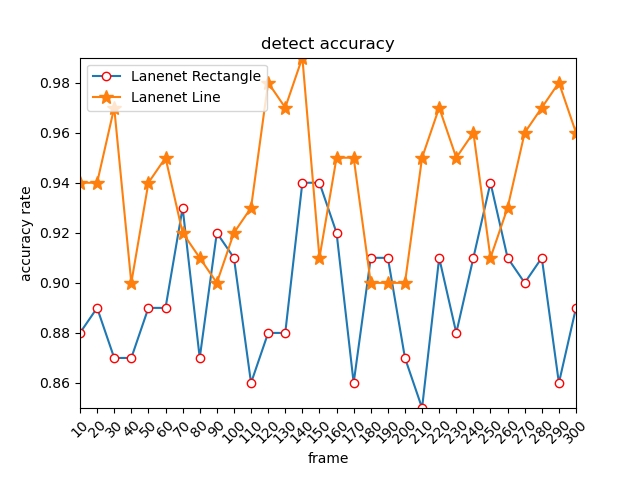 detect accuracy
Lanenet Rectangle
Lanenet Line
accuracy rate
0.98
0.96
0.94
0.92
0.90
0.88
0.86
10 20 30 40 50 60 70 80 90 100 110 120 130 140 150 160 170 180 190 200 210 220 230 240 250 260 270 280 290 300
frame